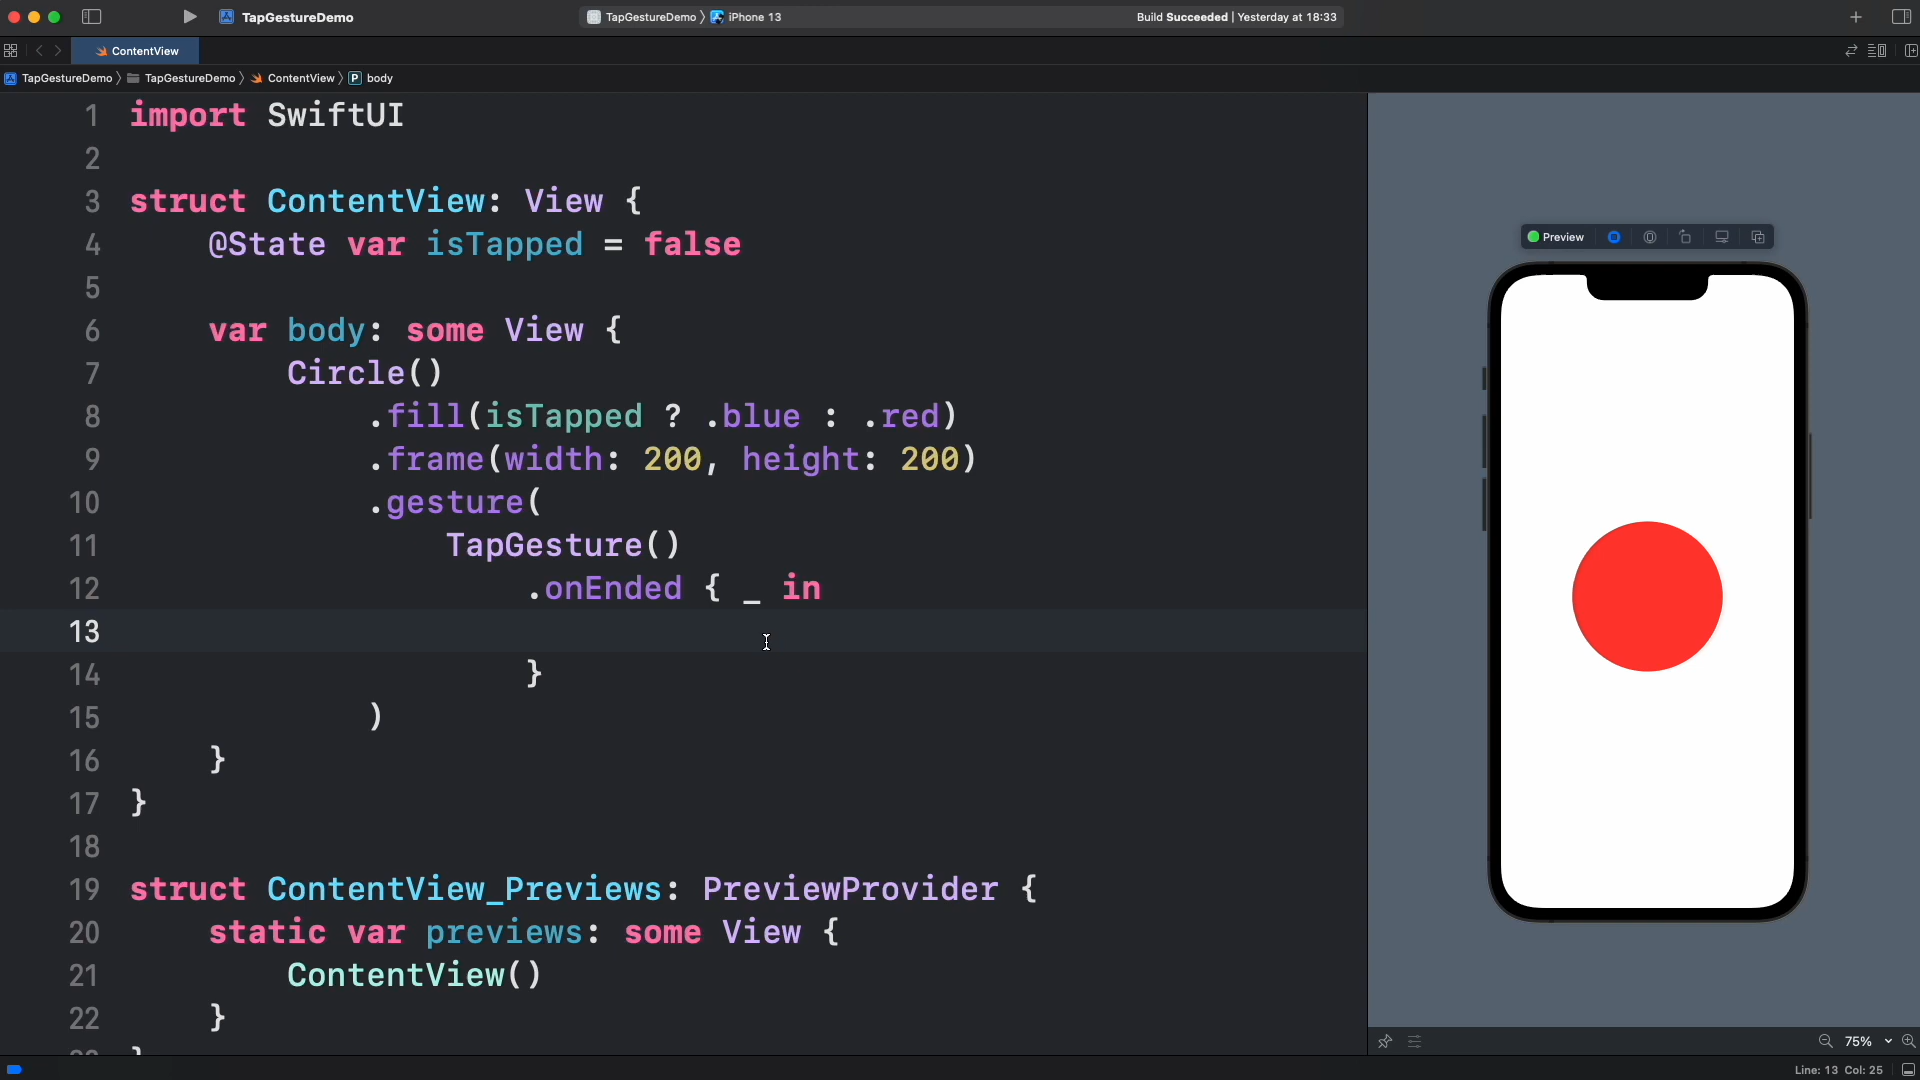 TapGestureDemo
TapGestureDemo 〉 iPhone 13
Build Succeeded | Yesterday at 18:33
ContentView
TapGestureDemo 〉 TapGestureDemo 〉 ContentView 〉 P body
1 import SwiftUI
2
3 struct ContentView: View {
4 @State var isTapped = false
5
6 var body: some View {
7 Circle()
8 .fill(isTapped ? .blue : .red)
9 .frame(width: 200, height: 200)
10 .gesture(
11 TapGesture()
12 .onEnded { _ in
13
14 }
15 )
16 }
17 }
18
19 struct ContentView_Previews: PreviewProvider {
20 static var previews: some View {
21 ContentView()
22 }
Preview
75%
Line: 13 Col: 25